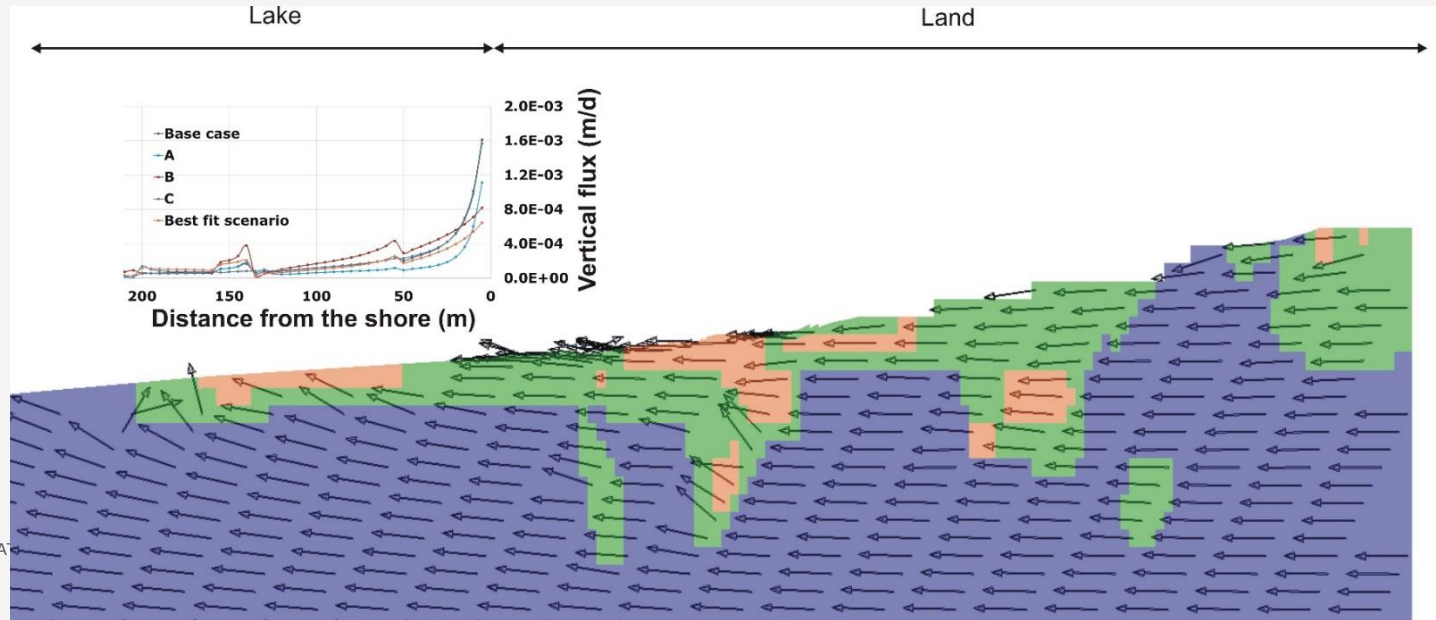 Lake
Land
Base case
A
B
C
Best fit scenario
2.0E-03
1.6E-03
1.2E-03
8.0E-04
4.0E-04
0.0E+00
Vertical flux (m/d)
200 150 100 50 0
Distance from the shore (m)